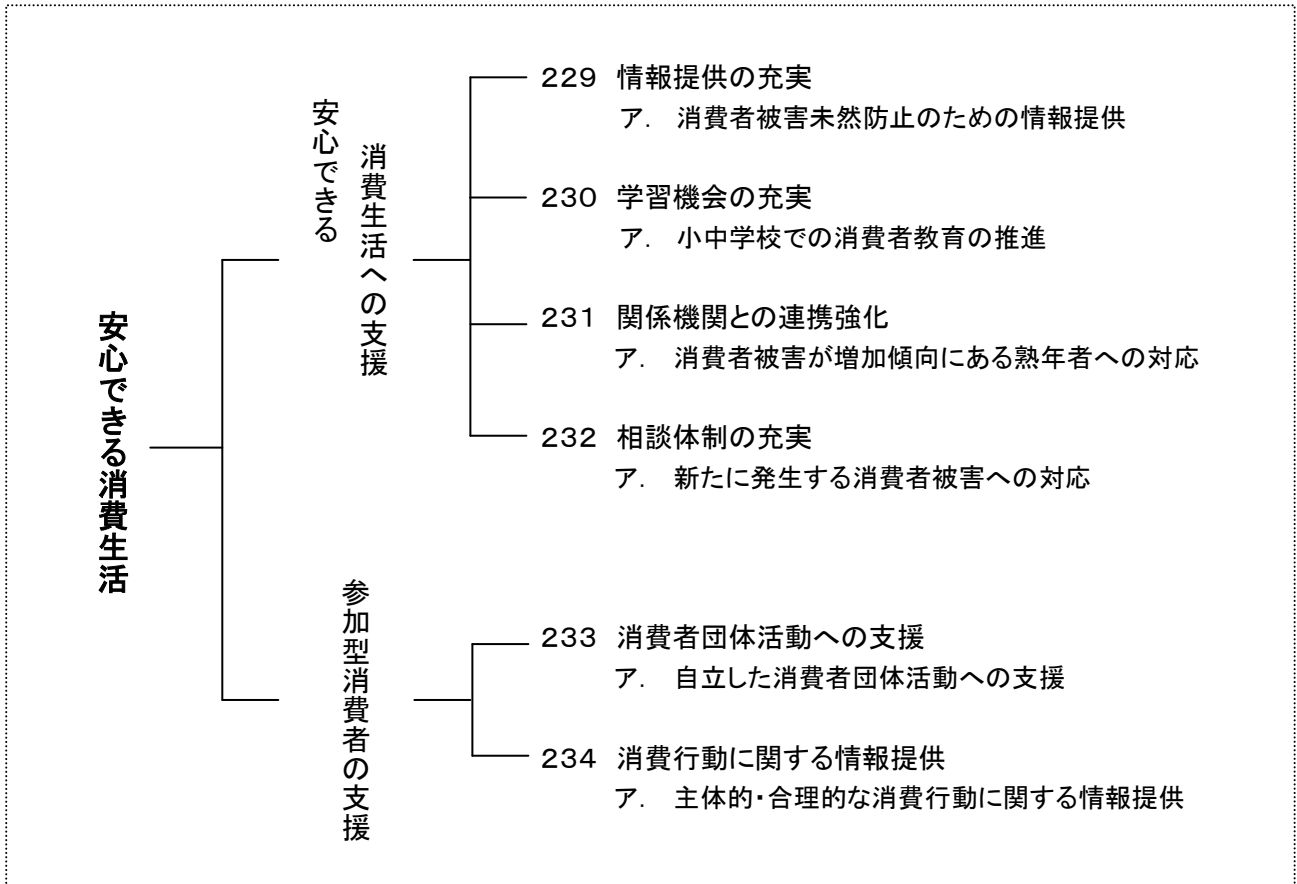 安心できる消費生活
安心できる
消費生活への支援
229 情報提供の充実
ア. 消費者被害未然防止のための情報提供
230 学習機会の充実
ア. 小中学校での消費者教育の推進
231 関係機関との連携強化
ア. 消費者被害が増加傾向にある熟年者への対応
232 相談体制の充実
ア. 新たに発生する消費者被害への対応
参加型消費者の支援
233 消費者団体活動への支援
ア. 自立した消費者団体活動への支援
234 消費行動に関する情報提供
ア. 主体的・合理的な消費行動に関する情報提供